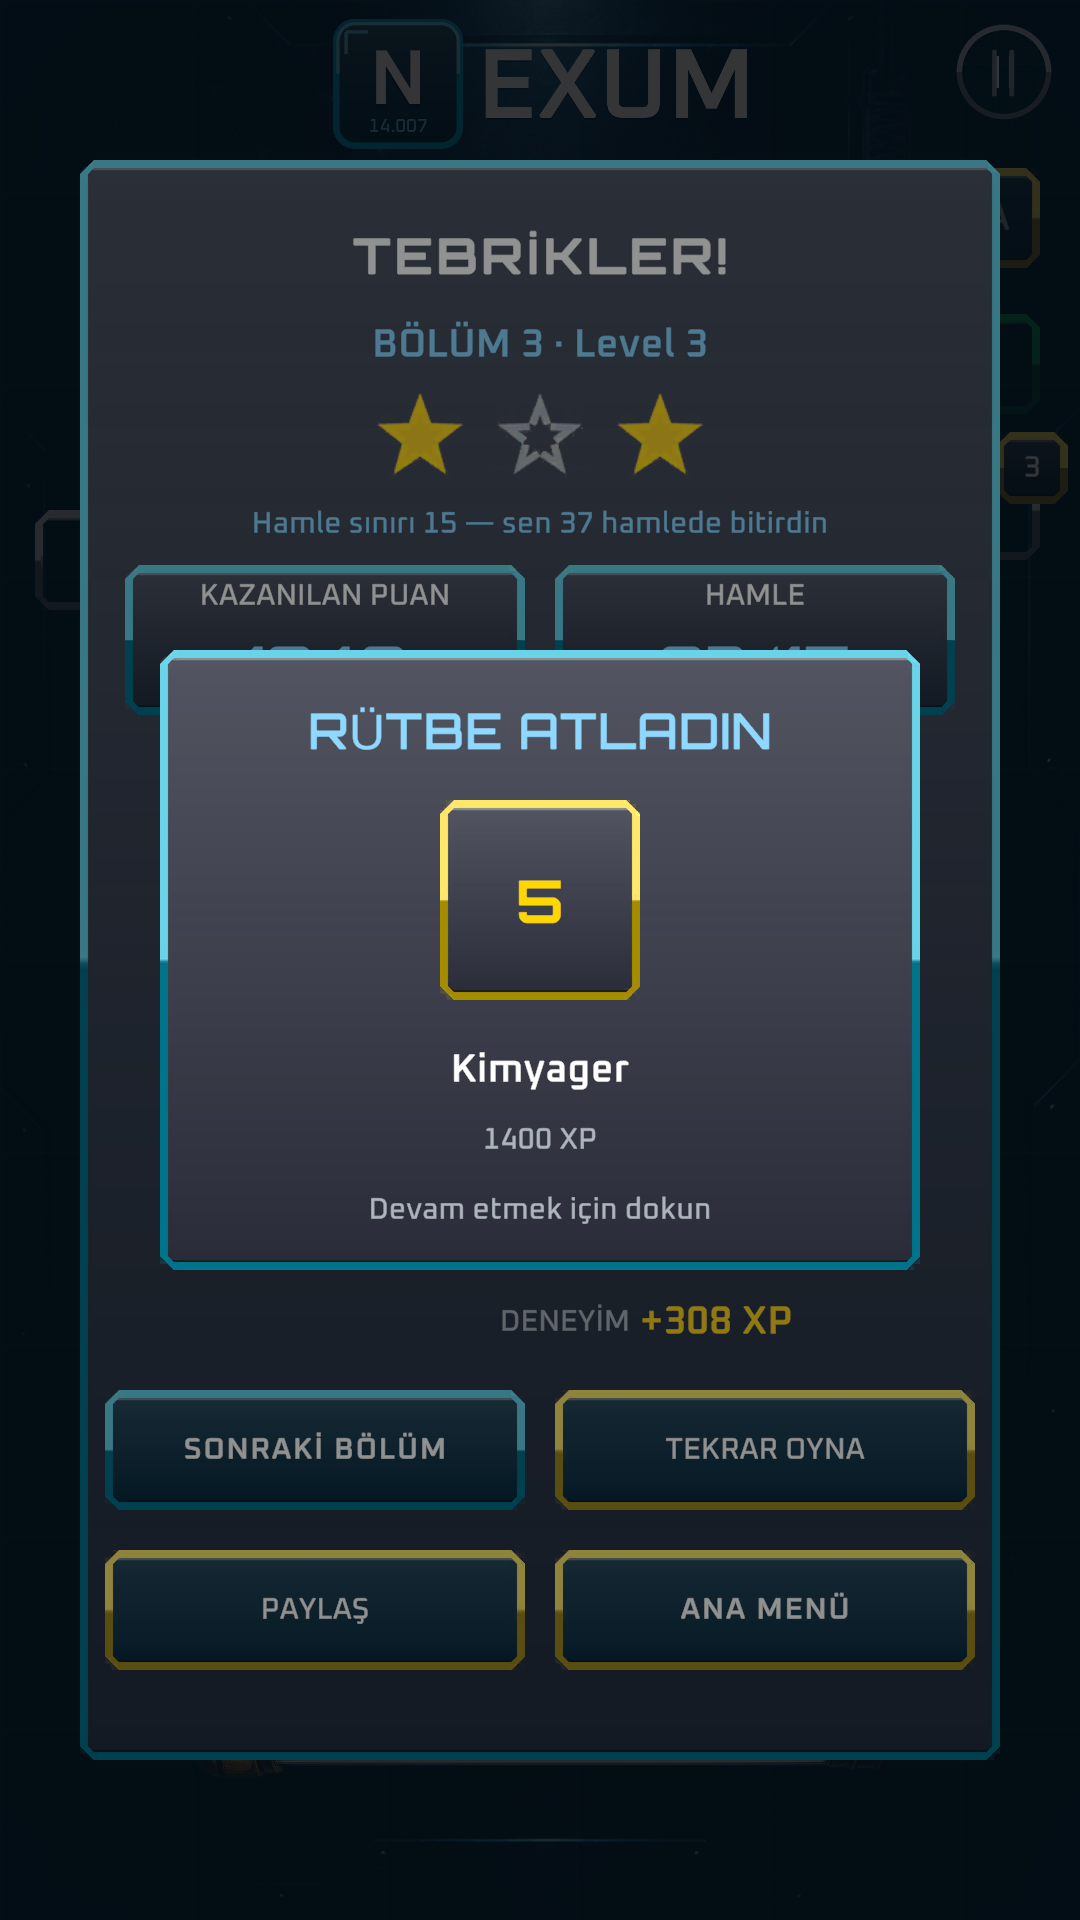 N EXUM
14.007
TEBRİKLER!
BÖLÜM 3 · Level 3
3
Hamle sınırı 15 — sen 37 hamlede bitirdin
KAZANILAN PUAN
HAMLE
RÜTBE ATLADIN
5
Kimyager
1400 XP
Devam etmek için dokun
DENEYİM +308 XP
SONRAKİ BÖLÜM
TEKRAR OYNA
PAYLAŞ
ANA MENÜ